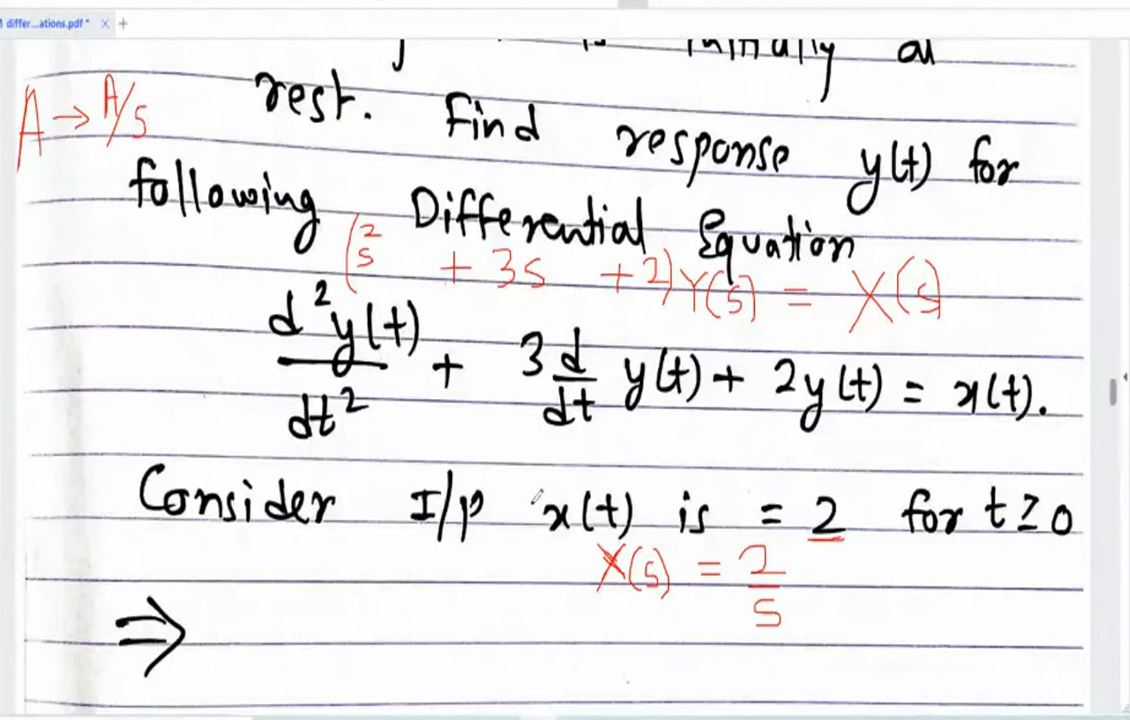 differ...ations.pdf * × +
initially at
rest. Find response y(t) for
A → A/s
following Differential Equation
(s² + 3s + 2) Y(s) = X(s)
d²y(t)/dt² + 3 d/dt y(t) + 2y(t) = x(t).
Consider I/p x(t) is = 2 for t ≥ 0
X(s) = 2/s
⇒